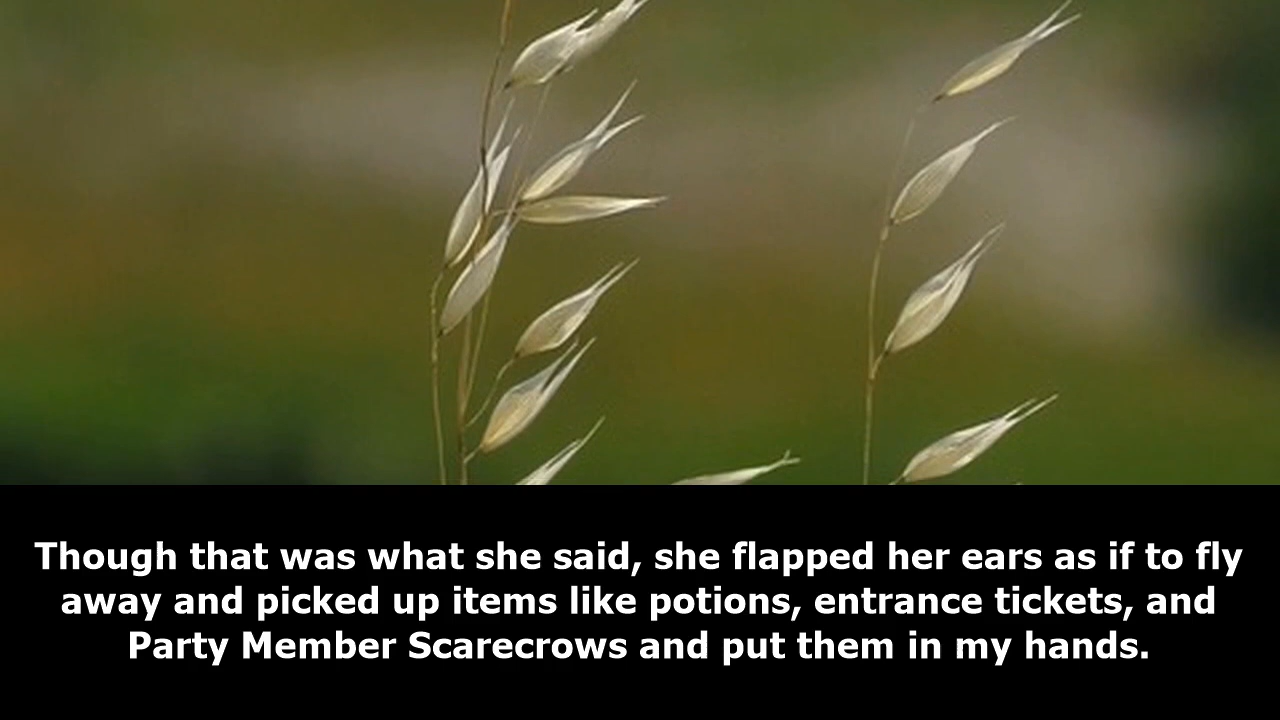 Though that was what she said, she flapped her ears as if to fly
away and picked up items like potions, entrance tickets, and
Party Member Scarecrows and put them in my hands.